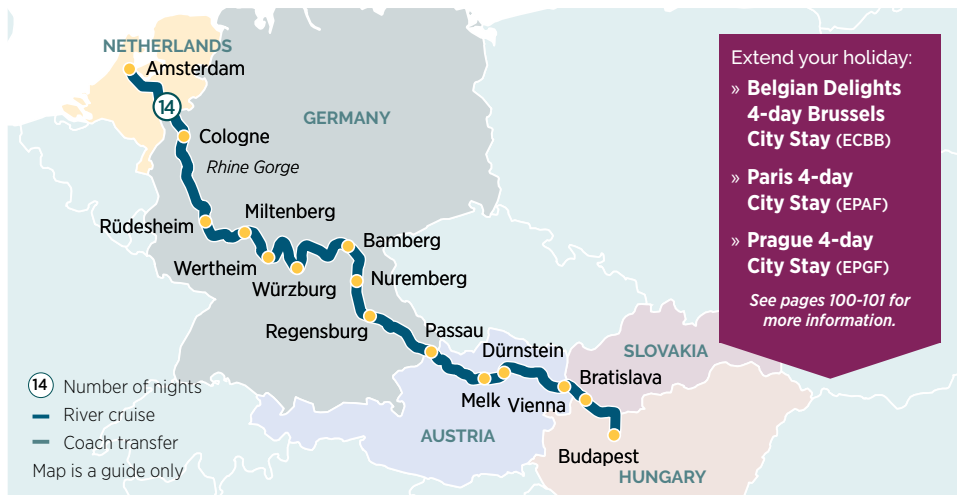 NETHERLANDS
Amsterdam
14
Cologne
GERMANY
Rhine Gorge
Rüdesheim
Miltenberg
Wertheim
Würzburg
Bamberg
Nuremberg
Regensburg
Passau
Dürnstein
Melk
Vienna
SLOVAKIA
Bratislava
AUSTRIA
Budapest
HUNGARY
Extend your holiday:
» Belgian Delights
4-day Brussels
City Stay (ECBB)
» Paris 4-day
City Stay (EPAF)
» Prague 4-day
City Stay (EPGF)
See pages 100-101 for
more information.
14 Number of nights
River cruise
Coach transfer
Map is a guide only